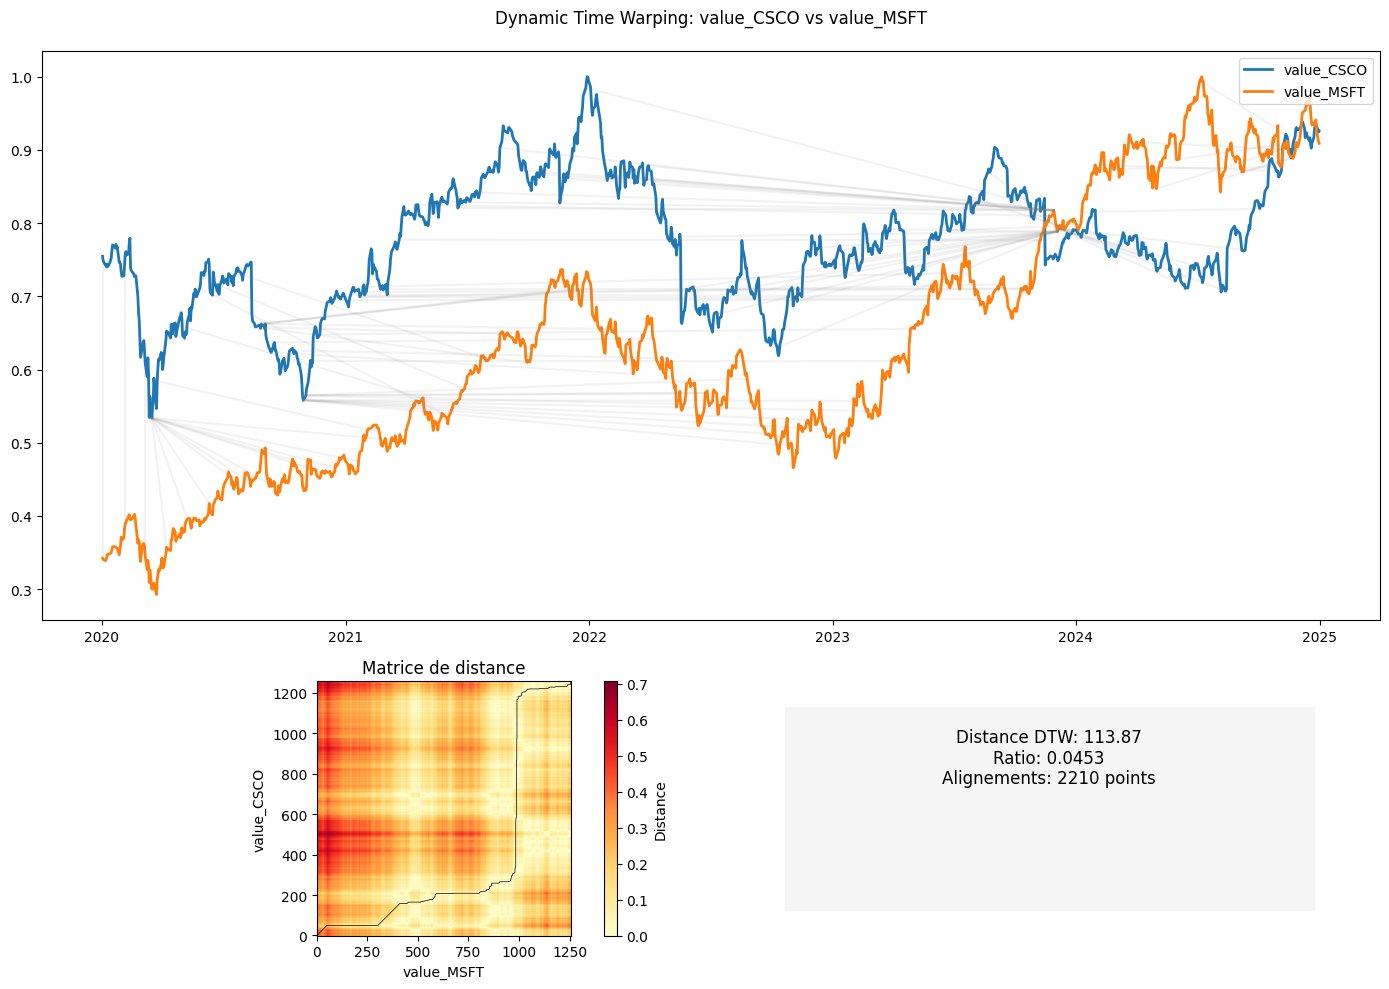 Dynamic Time Warping: value_CSCO vs value_MSFT
value_CSCO
value_MSFT
1.0
0.9
0.8
0.7
0.6
0.5
0.4
0.3
2020 2021 2022 2023 2024 2025
Matrice de distance
value_CSCO
1200
1000
800
600
400
200
0
0 250 500 750 1000 1250
value_MSFT
0.7
0.6
0.5
0.4
0.3
0.2
0.1
0.0
Distance
Distance DTW: 113.87
Ratio: 0.0453
Alignements: 2210 points